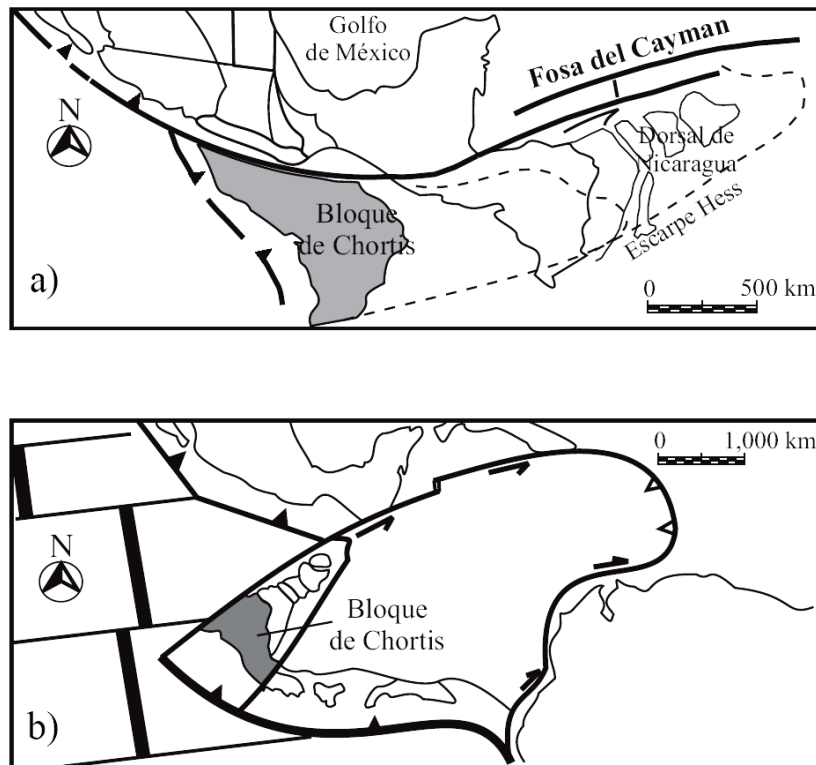 Golfo
de México
Fosa del Cayman
N
Dorsal de
Nicaragua
Bloque
de Chortis
Escarpe Hess
a)
0 500 km
0 1,000 km
N
Bloque
de Chortis
b)